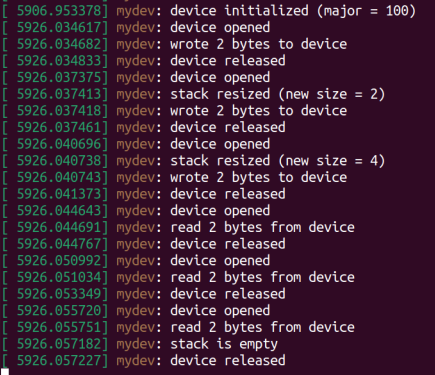 [ 5906.953378] mydev: device initialized (major = 100)
[ 5926.034617] mydev: device opened
[ 5926.034682] mydev: wrote 2 bytes to device
[ 5926.034833] mydev: device released
[ 5926.037375] mydev: device opened
[ 5926.037413] mydev: stack resized (new size = 2)
[ 5926.037418] mydev: wrote 2 bytes to device
[ 5926.037461] mydev: device released
[ 5926.040696] mydev: device opened
[ 5926.040738] mydev: stack resized (new size = 4)
[ 5926.040743] mydev: wrote 2 bytes to device
[ 5926.041373] mydev: device released
[ 5926.044643] mydev: device opened
[ 5926.044691] mydev: read 2 bytes from device
[ 5926.044767] mydev: device released
[ 5926.050992] mydev: device opened
[ 5926.051034] mydev: read 2 bytes from device
[ 5926.053349] mydev: device released
[ 5926.055720] mydev: device opened
[ 5926.055751] mydev: read 2 bytes from device
[ 5926.057182] mydev: stack is empty
[ 5926.057227] mydev: device released